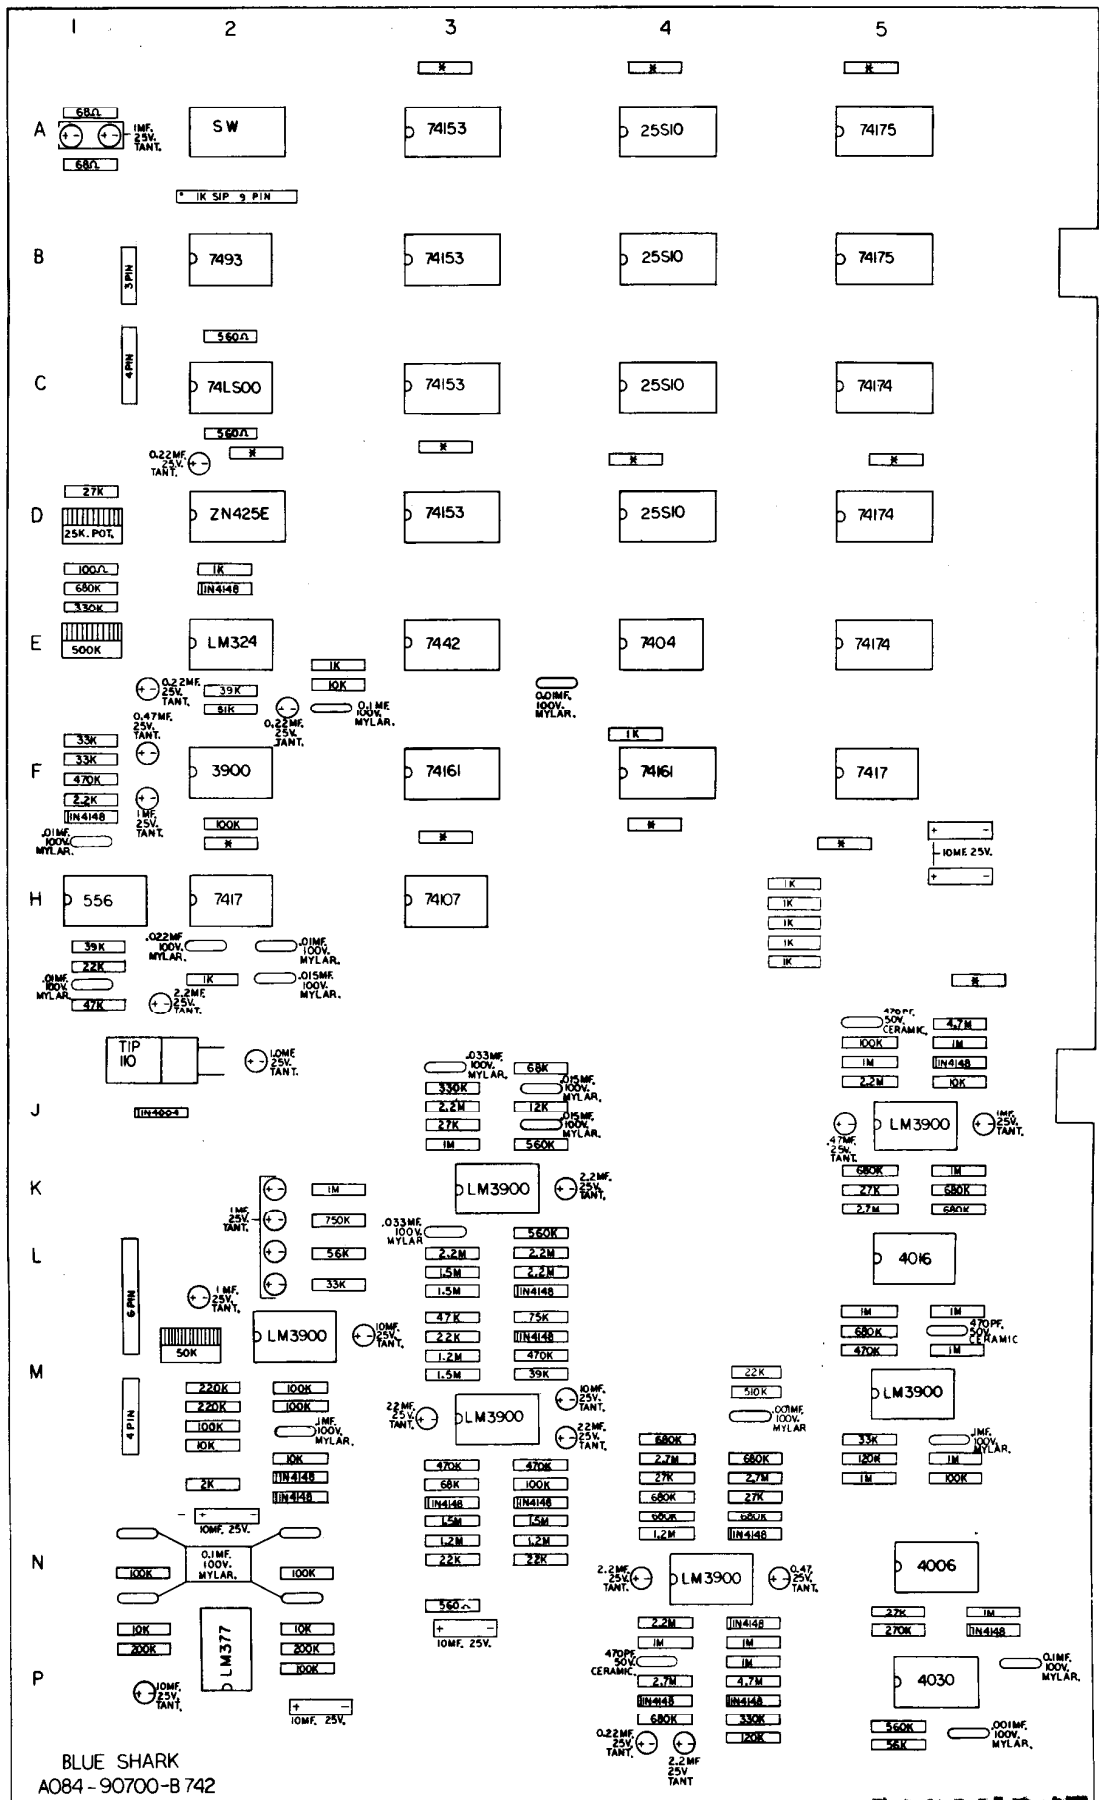 1 2 3 4 5
* * *
A
68Ω
1MF.
25V.
TANT.
68Ω
SW
74153
25S10
74175
* 1K SIP 9 PIN
B
3 PIN
7493
74153
25S10
74175
560Ω
C
4 PIN
74LS00
74153
25S10
74174
560Ω
0.22MF.
25V.
TANT.
* * * *
D
27K
25K. POT.
ZN425E
74153
25S10
74174
100Ω
680K
330K
1K
1N4148
E
500K
LM324
7442
7404
74174
1K
10K
0.22MF.
25V.
TANT.
39K
51K
0.22MF.
25V.
TANT.
0.1MF
100V.
MYLAR.
0.01MF.
100V.
MYLAR.
0.47MF.
25V.
TANT.
1K
F
33K
33K
470K
2.2K
1N4148
3900
74161
74161
7417
1MF.
25V.
TANT.
.01MF.
100V.
MYLAR.
100K
* * * *
10MF. 25V.
H
556
7417
74107
1K
1K
1K
1K
1K
39K
22K
.01MF.
100V.
MYLAR.
47K
.022MF
100V.
MYLAR.
.01MF.
100V.
MYLAR.
1K
.015MF.
100V.
MYLAR.
2.2MF.
25V.
TANT.
*
470PF.
50V.
CERAMIC.
4.7M
100K
1M
1M
1N4148
2.2M
10K
TIP
110
1.0MF.
25V.
TANT.
.033MF.
100V.
MYLAR.
68K
330K
.015MF.
100V.
MYLAR.
2.2M
12K
27K
.015MF.
100V.
MYLAR.
1M
560K
J
1N4004
LM3900
.47MF.
25V.
TANT.
1MF.
25V.
TANT.
680K
1M
27K
680K
2.7M
680K
K
1MF.
25V.
TANT.
1M
750K
56K
33K
LM3900
2.2MF.
25V.
TANT.
.033MF.
100V.
MYLAR
560K
L
2.2M
2.2M
1.5M
2.2M
1.5M
1N4148
4016
6 PIN
1MF.
25V.
TANT.
50K
LM3900
10MF.
25V.
TANT.
47K
75K
22K
1N4148
1.2M
470K
1.5M
39K
1M
1M
680K
470PF.
50V.
CERAMIC
470K
1M
M
4 PIN
220K
100K
220K
100K
100K
.1MF.
100V.
MYLAR.
10K
10K
1N4148
2K
1N4148
22MF.
25V.
TANT.
LM3900
10MF.
25V.
TANT.
22MF.
25V.
TANT.
22K
510K
.001MF.
100V.
MYLAR.
LM3900
33K
.1MF.
100V.
MYLAR.
120K
1M
1M
100K
470K
470K
68K
100K
1N4148
1N4148
1.5M
1.5M
1.2M
1.2M
22K
22K
680K
2.7M
680K
27K
2.7M
680K
27K
680K
680K
1.2M
1N4148
10MF. 25V.
N
0.1MF.
100V.
MYLAR.
100K
100K
2.2MF.
25V.
TANT.
LM3900
0.47.
25V.
TANT.
4006
560Ω
10MF. 25V.
10K
200K
LM377
10K
200K
100K
2.2M
1N4148
1M
1M
470PF.
50V.
CERAMIC.
1M
2.7M
4.7M
1N4148
1N4148
680K
330K
120K
27K
1M
270K
1N4148
P
10MF.
25V.
TANT.
10MF. 25V.
4030
0.1MF.
100V.
MYLAR.
0.22MF.
25V.
TANT.
2.2MF
25V
TANT
560K
56K
.001MF.
100V.
MYLAR.
BLUE SHARK
A084-90700-B742